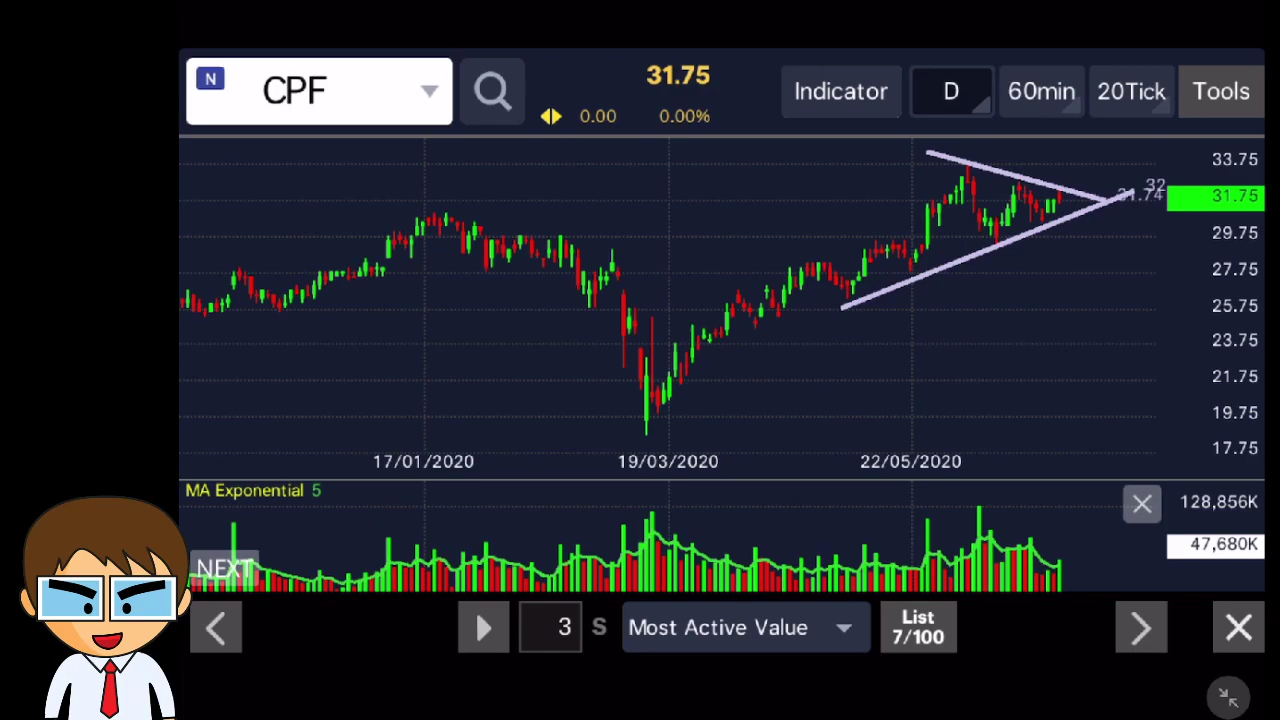 N CPF 31.75 Indicator D 60min 20Tick Tools
0.00 0.00%
33.75
32
31.74 31.75
29.75
27.75
25.75
23.75
21.75
19.75
17.75
17/01/2020 19/03/2020 22/05/2020
MA Exponential 5
128,856K
47,680K
NEXT
3 S Most Active Value List
7/100